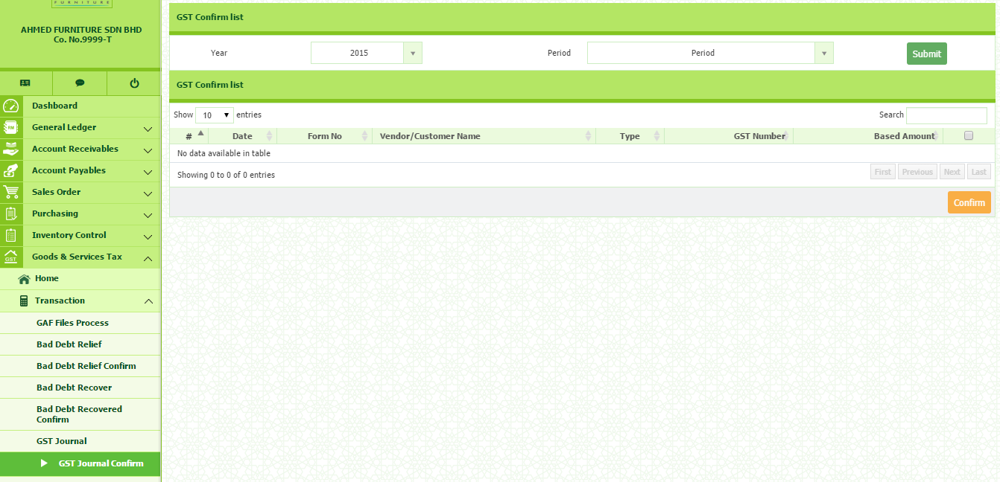 FURNITURE
AHMED FURNITURE SDN BHD
Co. No.9999-T
Dashboard
General Ledger
RM
Account Receivables
Account Payables
Sales Order
Purchasing
Inventory Control
Goods & Services Tax
GST
Home
Transaction
GAF Files Process
Bad Debt Relief
Bad Debt Relief Confirm
Bad Debt Recover
Bad Debt Recovered
Confirm
GST Journal
GST Journal Confirm
GST Confirm list
Year 2015 Period Period Submit
GST Confirm list
Show 10 entries Search
# Date Form No Vendor/Customer Name Type GST Number Based Amount
No data available in table
Showing 0 to 0 of 0 entries First Previous Next Last
Confirm